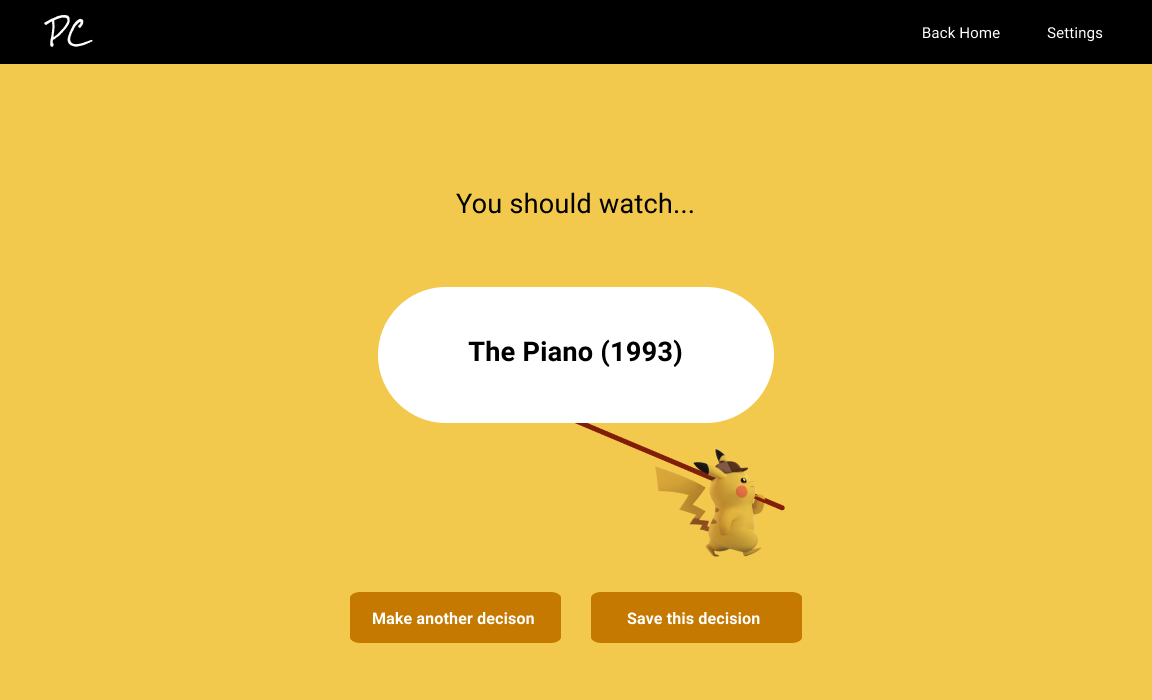 PC
Back Home
Settings
You should watch...
The Piano (1993)
Make another decison
Save this decision